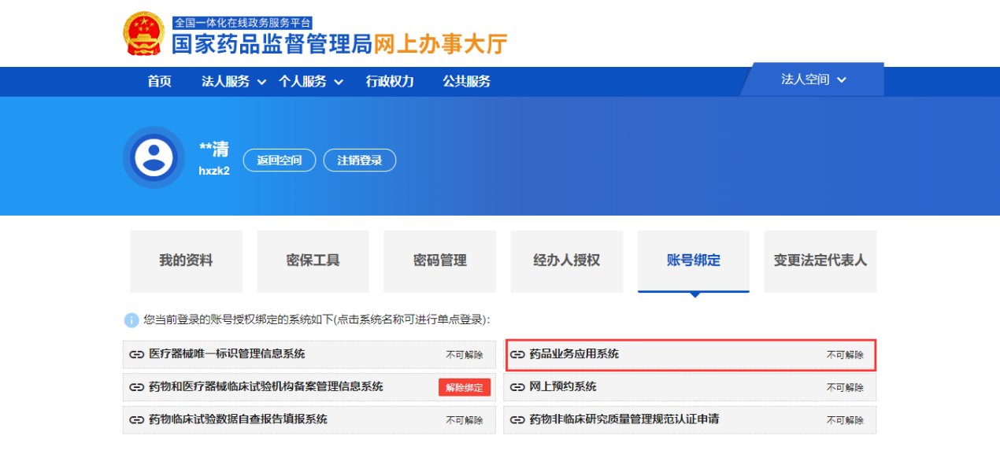 全国一体化在线政务服务平台
国家药品监督管理局网上办事大厅
首页 法人服务 个人服务 行政权力 公共服务 法人空间
**清
hxzk2
返回空间 注销登录
我的资料 密保工具 密码管理 经办人授权 账号绑定 变更法定代表人
您当前登录的账号授权绑定的系统如下(点击系统名称可进行单点登录):
医疗器械唯一标识管理信息系统 不可解除 药品业务应用系统 不可解除
药物和医疗器械临床试验机构备案管理信息系统 解除绑定 网上预约系统 不可解除
药物临床试验数据自查报告填报系统 不可解除 药物非临床研究质量管理规范认证申请 不可解除